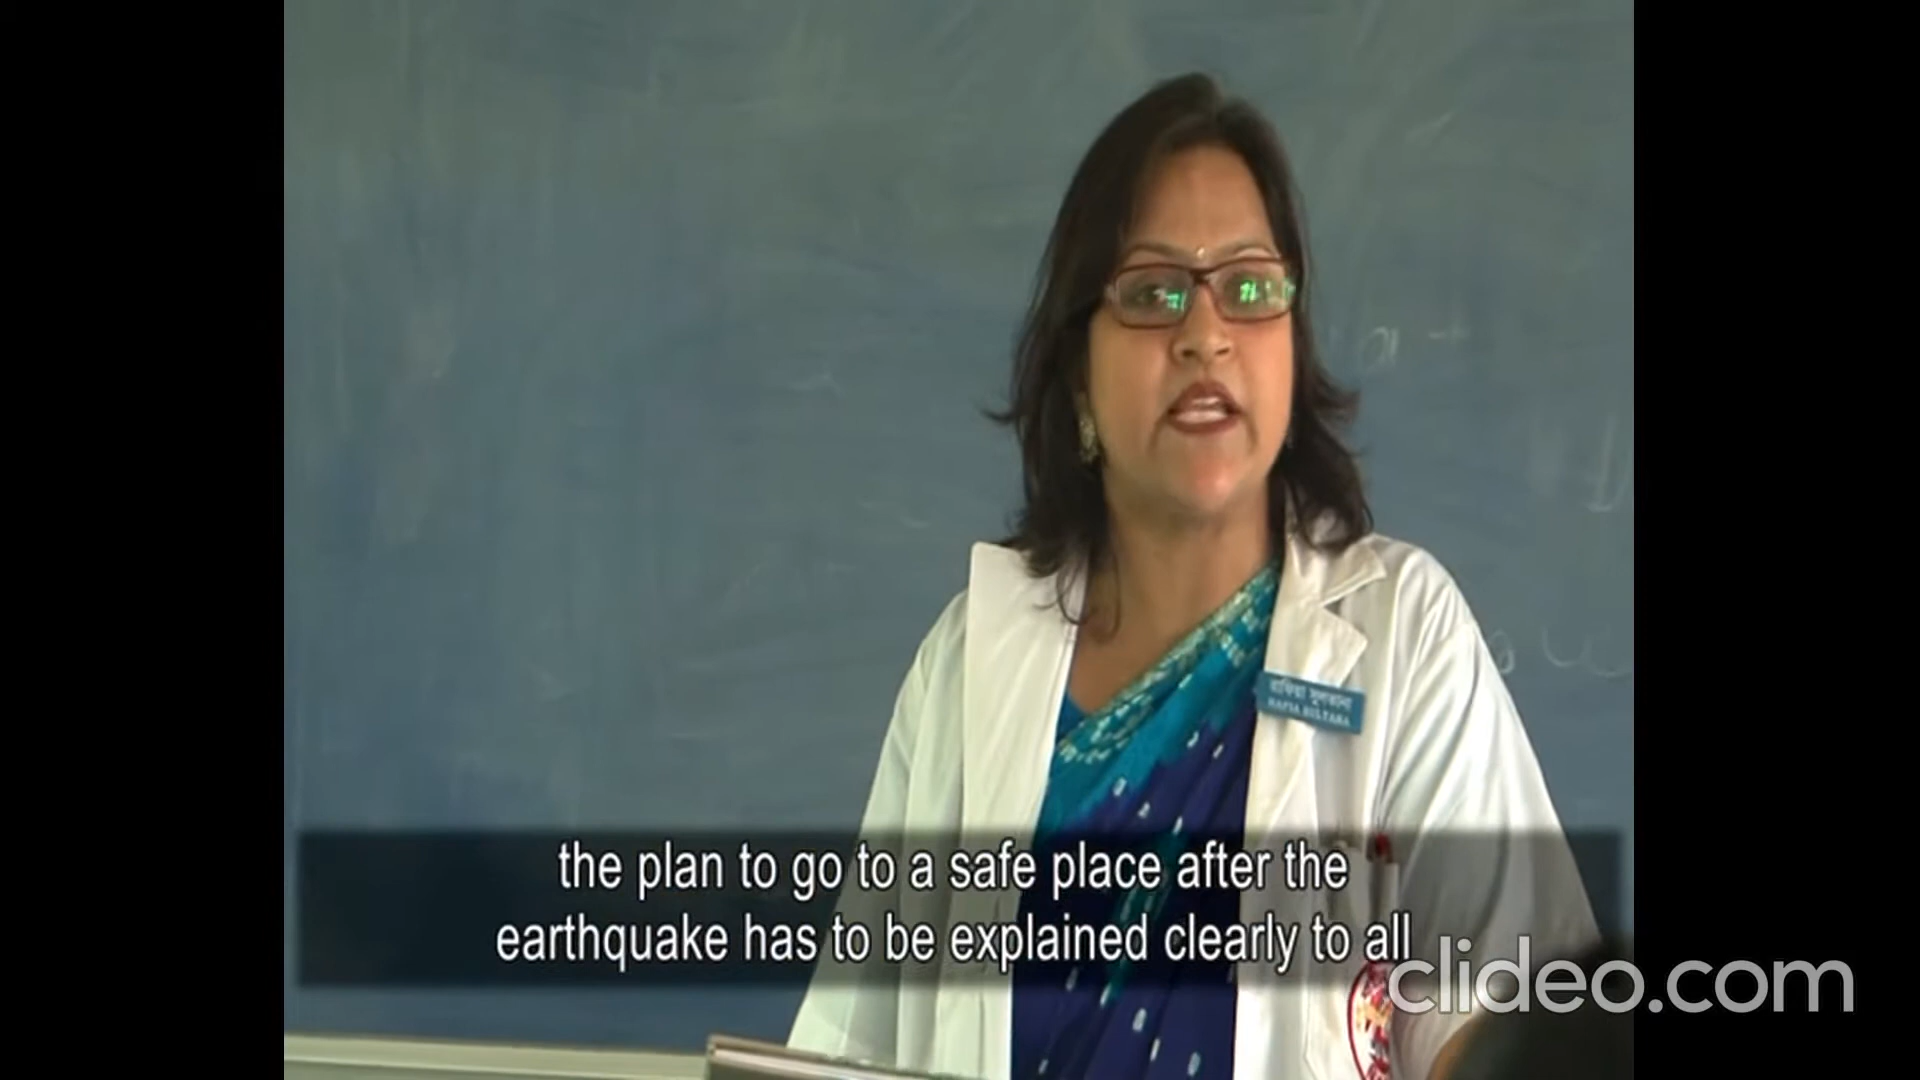 রাফিয়া সুলতানা
RAFIA SULTANA
the plan to go to a safe place after the
earthquake has to be explained clearly to all
clideo.com